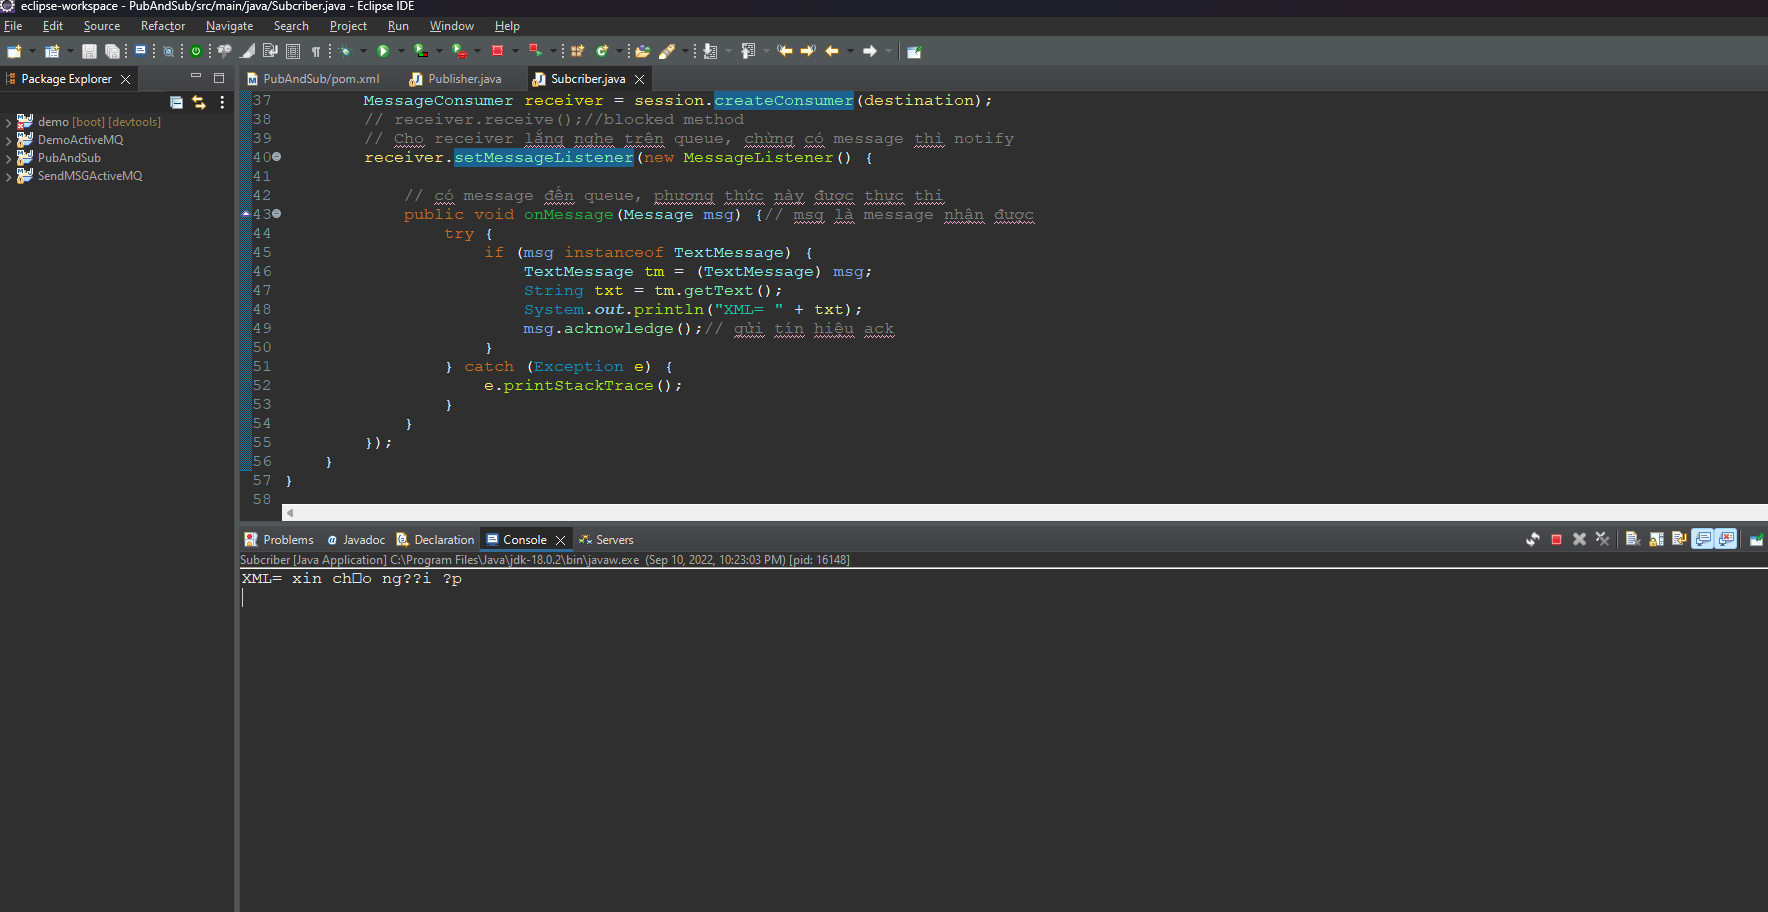 eclipse-workspace - PubAndSub/src/main/java/Subcriber.java - Eclipse IDE
File Edit Source Refactor Navigate Search Project Run Window Help
Package Explorer
PubAndSub/pom.xml Publisher.java Subcriber.java
demo [boot] [devtools]
DemoActiveMQ
PubAndSub
SendMSGActiveMQ
37 MessageConsumer receiver = session.createConsumer(destination);
38 // receiver.receive();//blocked method
39 // Cho receiver lắng nghe trên queue, chừng có message thì notify
40 receiver.setMessageListener(new MessageListener() {
41
42 // có message đến queue, phương thức này được thực thi
43 public void onMessage(Message msg) {// msg là message nhận được
44 try {
45 if (msg instanceof TextMessage) {
46 TextMessage tm = (TextMessage) msg;
47 String txt = tm.getText();
48 System.out.println("XML= " + txt);
49 msg.acknowledge();// gửi tín hiệu ack
50 }
51 } catch (Exception e) {
52 e.printStackTrace();
53 }
54 }
55 });
56 }
57 }
58
Problems Javadoc Declaration Console Servers
Subcriber [Java Application] C:\Program Files\Java\jdk-18.0.2\bin\javaw.exe (Sep 10, 2022, 10:23:03 PM) [pid: 16148]
XML= xin ch□o ng??i ?p